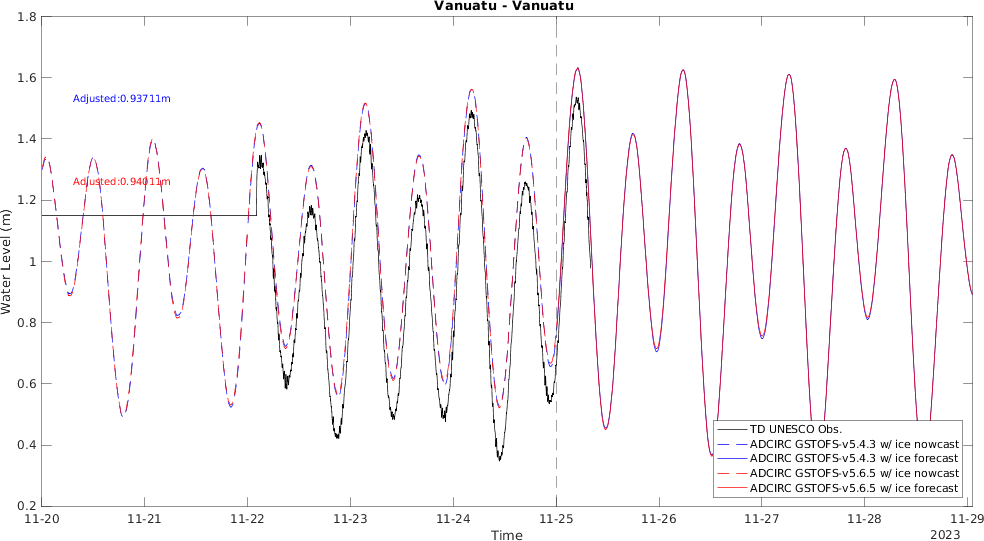 Vanuatu - Vanuatu
1.8
1.6
1.4
1.2
1
0.8
0.6
0.4
0.2
Water Level (m)
Adjusted:0.93711m
Adjusted:0.94011m
TD UNESCO Obs.
ADCIRC GSTOFS-v5.4.3 w/ ice nowcast
ADCIRC GSTOFS-v5.4.3 w/ ice forecast
ADCIRC GSTOFS-v5.6.5 w/ ice nowcast
ADCIRC GSTOFS-v5.6.5 w/ ice forecast
11-20 11-21 11-22 11-23 11-24 11-25 11-26 11-27 11-28 11-29
Time
2023